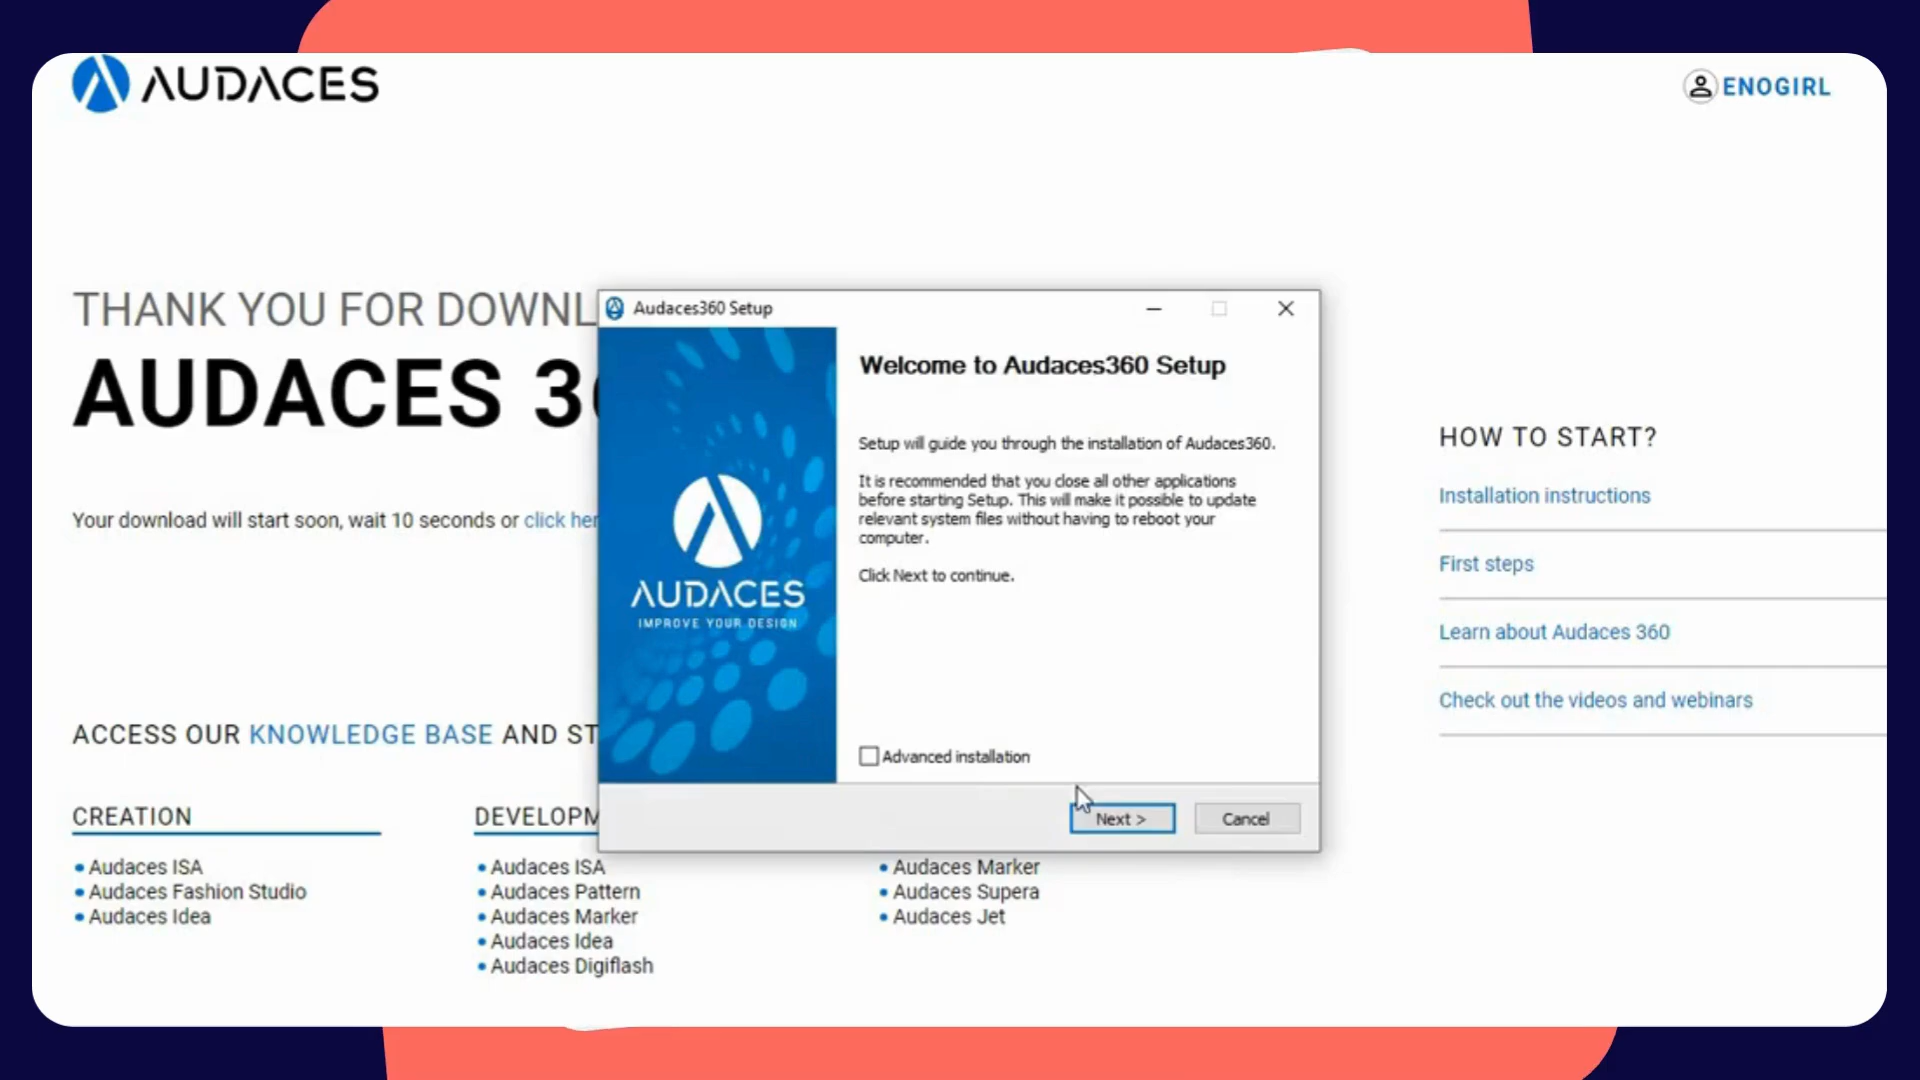 AUDACES
ENOGIRL
THANK YOU FOR DOWNL
AUDACES 36
Your download will start soon, wait 10 seconds or click her
ACCESS OUR KNOWLEDGE BASE AND ST
CREATION
Audaces ISA
Audaces Fashion Studio
Audaces Idea
DEVELOPM
Audaces ISA
Audaces Pattern
Audaces Marker
Audaces Idea
Audaces Digiflash
Audaces Marker
Audaces Supera
Audaces Jet
Audaces360 Setup
AUDACES
IMPROVE YOUR DESIGN
Welcome to Audaces360 Setup
Setup will guide you through the installation of Audaces360.
It is recommended that you close all other applications
before starting Setup. This will make it possible to update
relevant system files without having to reboot your
computer.
Click Next to continue.
Advanced installation
Next >
Cancel
HOW TO START?
Installation instructions
First steps
Learn about Audaces 360
Check out the videos and webinars